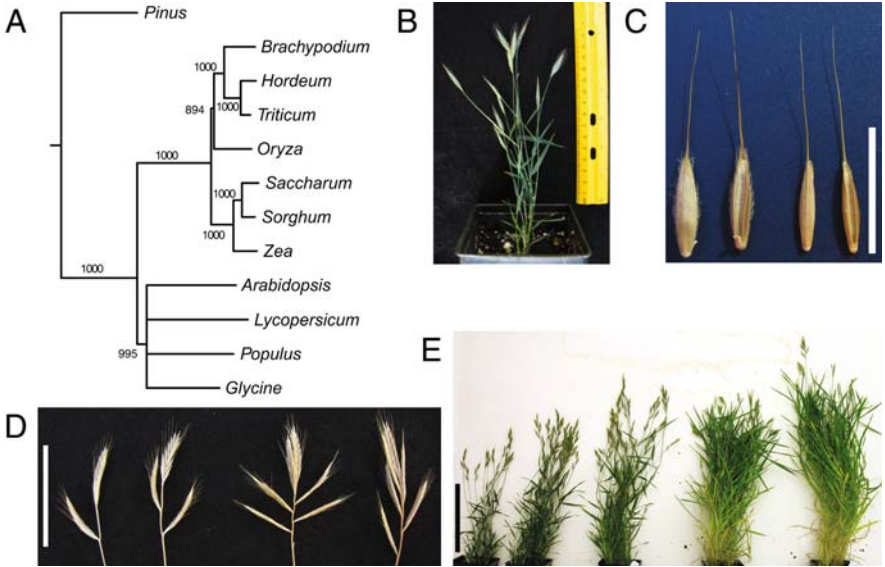 A
Pinus
Brachypodium
1000
Hordeum
1000
Triticum
894
Oryza
1000
Saccharum
1000
Sorghum
1000
Zea
Arabidopsis
1000
Lycopersicum
Populus
995
Glycine
B
C
D
E